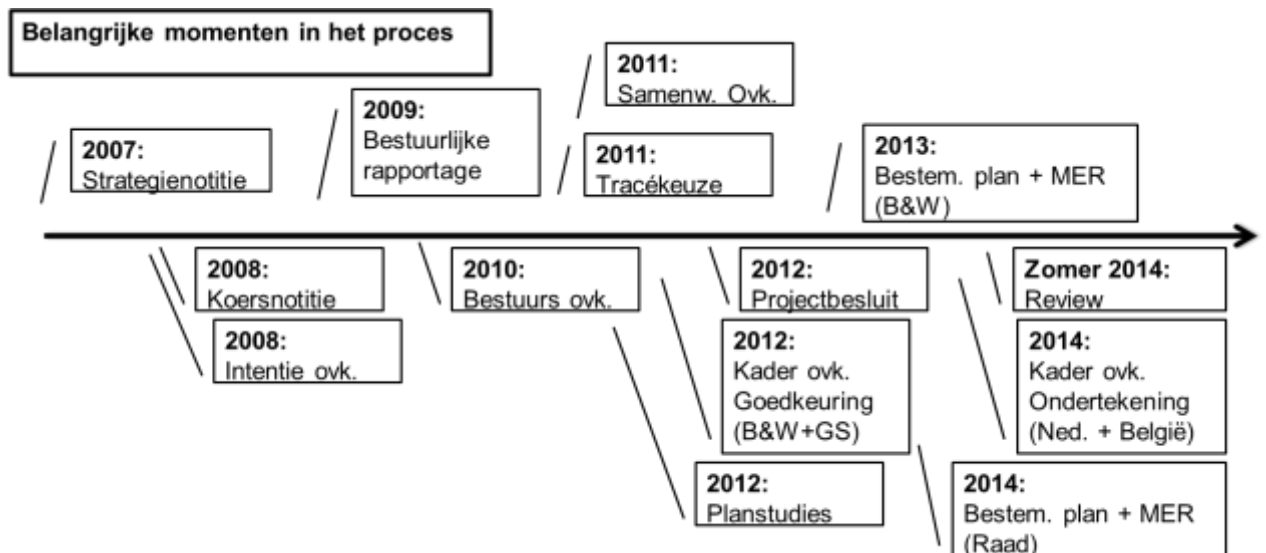 Belangrijke momenten in het proces
2007:
Strategienotitie
2009:
Bestuurlijke
rapportage
2011:
Samenw. Ovk.
2011:
Tracékeuze
2013:
Bestem. plan + MER
(B&W)
2008:
Koersnotitie
2008:
Intentie ovk.
2010:
Bestuurs ovk.
2012:
Projectbesluit
2012:
Kader ovk.
Goedkeuring
(B&W+GS)
2012:
Planstudies
Zomer 2014:
Review
2014:
Kader ovk.
Ondertekening
(Ned. + België)
2014:
Bestem. plan + MER
(Raad)